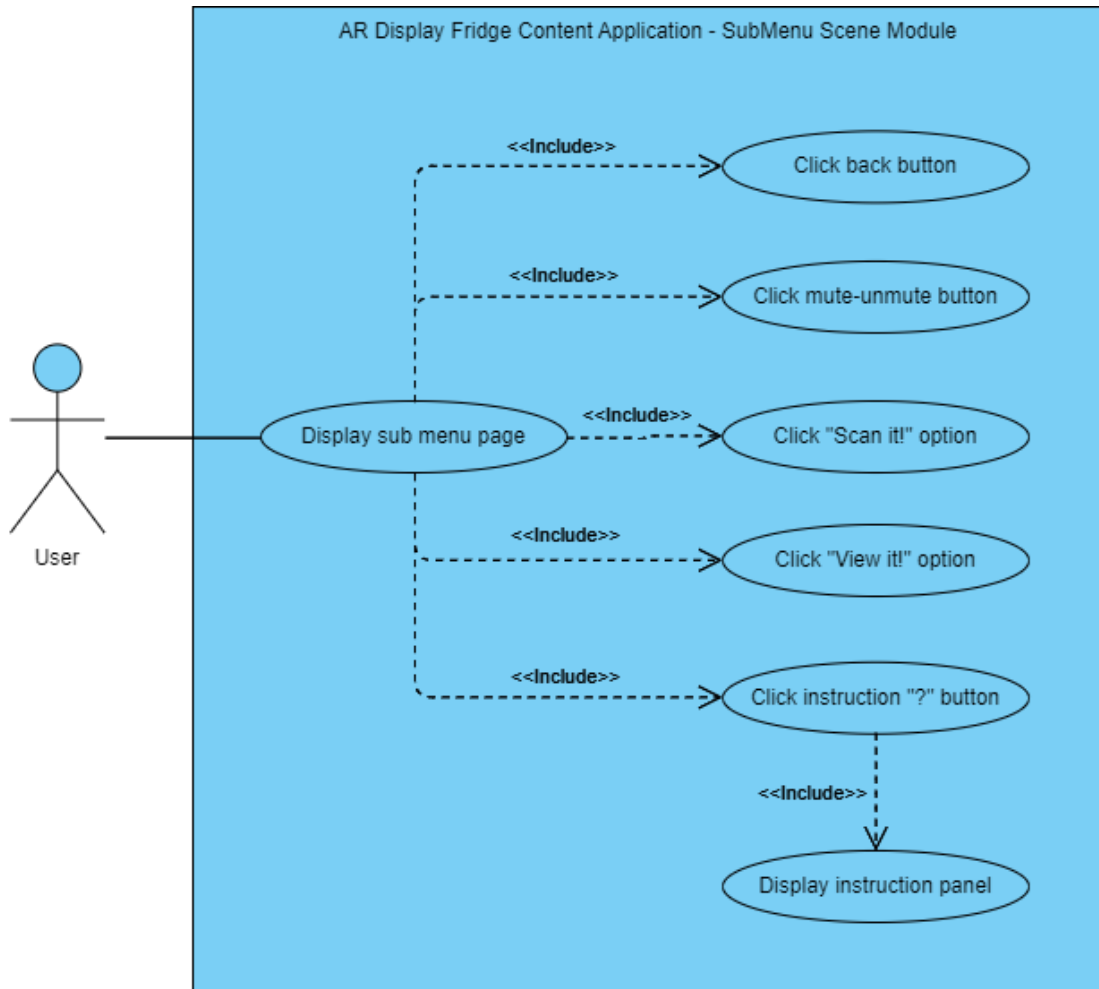 AR Display Fridge Content Application - SubMenu Scene Module
<<Include>>
Click back button
<<Include>>
Click mute-unmute button
<<Include>>
Display sub menu page
Click "Scan it!" option
<<Include>>
Click "View it!" option
User
<<Include>>
Click instruction "?" button
<<Include>>
Display instruction panel